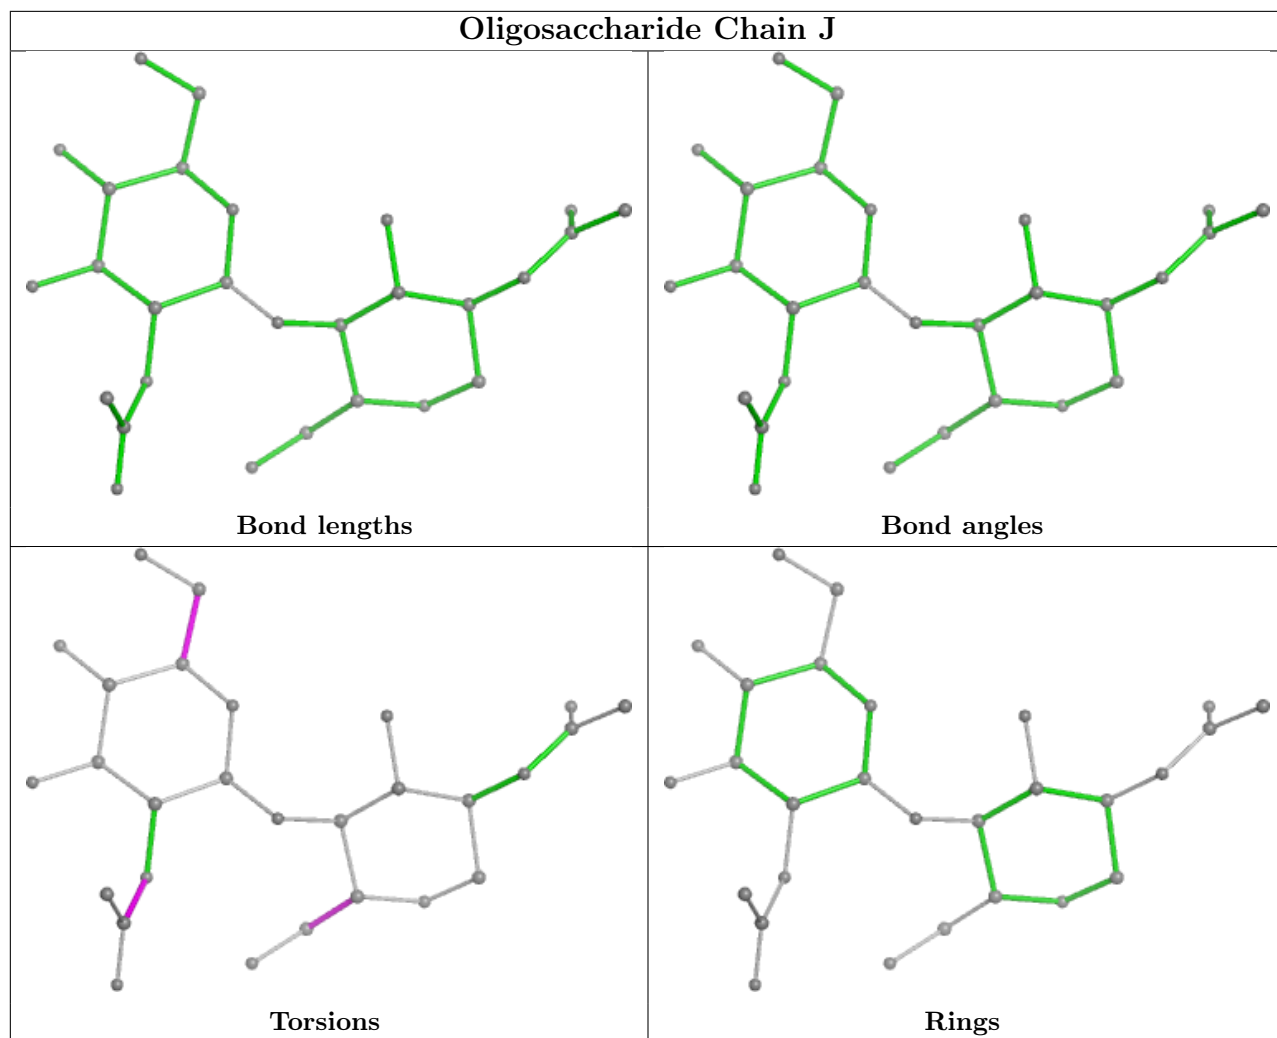 Oligosaccharide Chain J
Bond lengths
Bond angles
Torsions
Rings